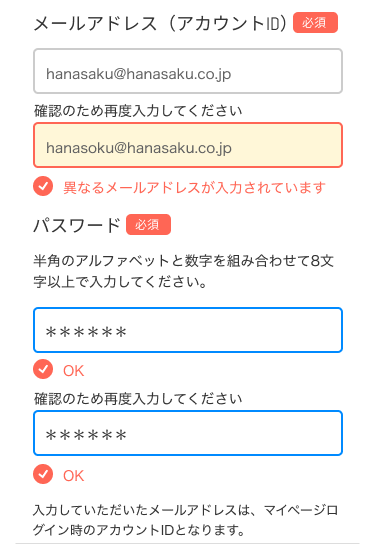 メールアドレス（アカウントID）必須
hanasaku@hanasaku.co.jp
確認のため再度入力してください
hanasoku@hanasaku.co.jp
異なるメールアドレスが入力されています
パスワード 必須
半角のアルファベットと数字を組み合わせて8文
字以上で入力してください。
＊＊＊＊＊＊
OK
確認のため再度入力してください
＊＊＊＊＊＊
OK
入力していただいたメールアドレスは、マイページロ
グイン時のアカウントIDとなります。